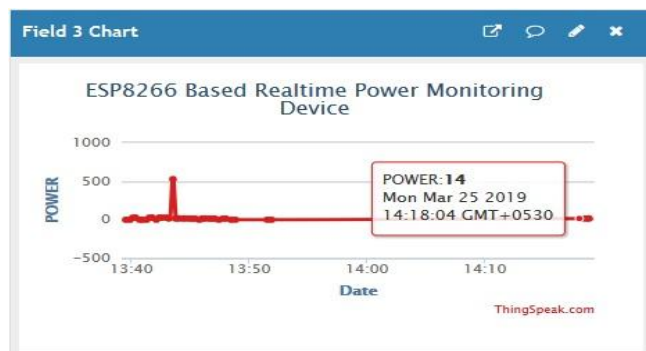 Field 3 Chart
ESP8266 Based Realtime Power Monitoring
Device
1000
500
0
-500
POWER
POWER:14
Mon Mar 25 2019
14:18:04 GMT+0530
13:40
13:50
14:00
14:10
Date
ThingSpeak.com